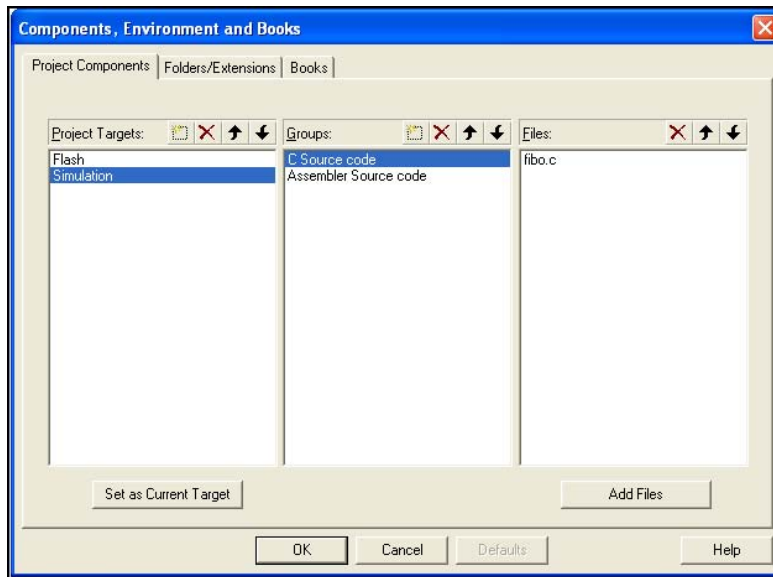 Components, Environment and Books
Project Components Folders/Extensions Books
Project Targets: Groups: Files:
Flash C Source code fibo.c
Simulation Assembler Source code
Set as Current Target Add Files
OK Cancel Defaults Help